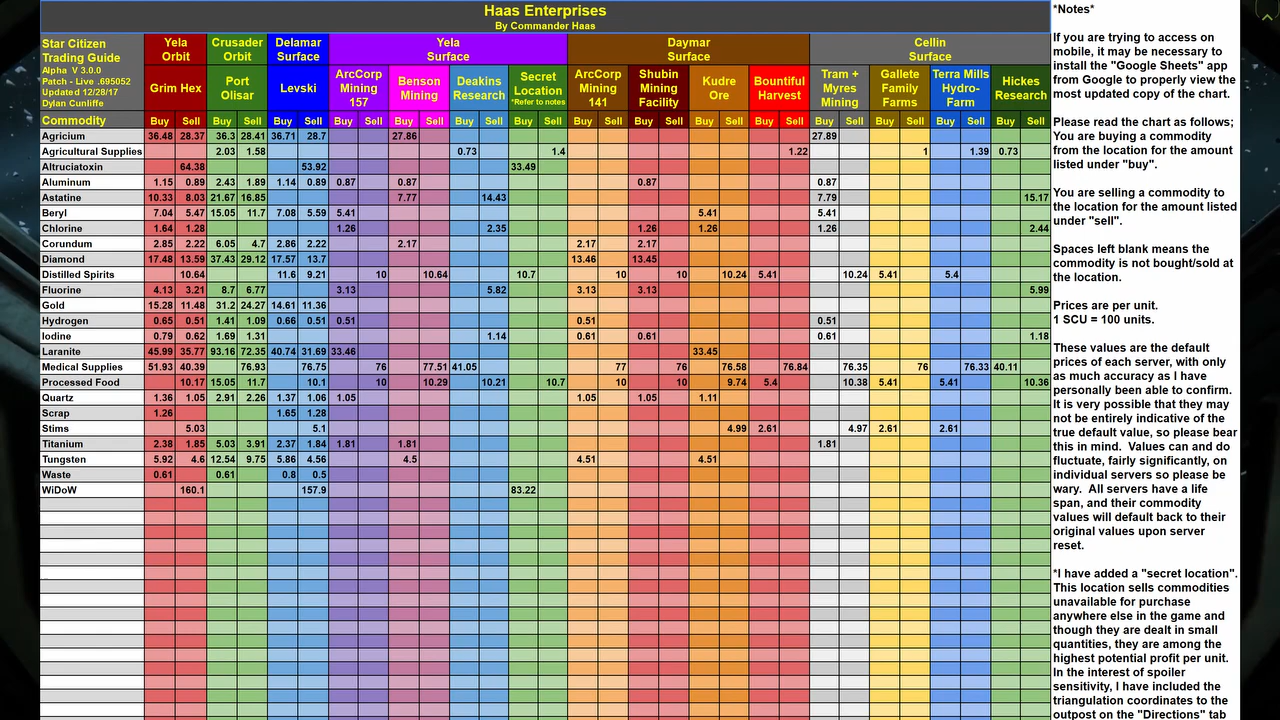 Haas Enterprises
By Commander Haas
Star Citizen
Trading Guide
Alpha V 3.0.0
Patch - Live .695052
Updated 12/28/17
Dylan Cunliffe
Yela Orbit
Crusader Orbit
Delamar Surface
Yela Surface
Daymar Surface
Cellin Surface
Grim Hex
Port Olisar
Levski
ArcCorp Mining 157
Benson Mining
Deakins Research
Secret Location
*Refer to notes
ArcCorp Mining 141
Shubin Mining Facility
Kudre Ore
Bountiful Harvest
Tram + Myres Mining
Gallete Family Farms
Terra Mills Hydro-Farm
Hickes Research
Commodity Buy Sell Buy Sell Buy Sell Buy Sell Buy Sell Buy Sell Buy Sell Buy Sell Buy Sell Buy Sell Buy Sell Buy Sell Buy Sell Buy Sell Buy Sell
Agricium 36.48 28.37 36.3 28.41 36.71 28.7 27.86 27.89
Agricultural Supplies 2.03 1.58 0.73 1.4 1.22 1 1.39 0.73
Altruciatoxin 64.38 53.92 33.49
Aluminum 1.15 0.89 2.43 1.89 1.14 0.89 0.87 0.87 0.87 0.87
Astatine 10.33 8.03 21.67 16.85 7.77 14.43 7.79 15.17
Beryl 7.04 5.47 15.05 11.7 7.08 5.59 5.41 5.41 5.41
Chlorine 1.64 1.28 1.26 2.35 1.26 1.26 1.26 2.44
Corundum 2.85 2.22 6.05 4.7 2.86 2.22 2.17 2.17 2.17
Diamond 17.48 13.59 37.43 29.12 17.57 13.7 13.46 13.45
Distilled Spirits 10.64 11.6 9.21 10 10.64 10.7 10 10 10.24 5.41 10.24 5.41 5.4
Fluorine 4.13 3.21 8.7 6.77 3.13 5.82 3.13 3.13 5.99
Gold 15.28 11.48 31.2 24.27 14.61 11.36
Hydrogen 0.65 0.51 1.41 1.09 0.66 0.51 0.51 0.51 0.51
Iodine 0.79 0.62 1.69 1.31 1.14 0.61 0.61 0.61 1.18
Laranite 45.99 35.77 93.16 72.35 40.74 31.69 33.46 33.45
Medical Supplies 51.93 40.39 76.93 76.75 76 77.51 41.05 77 76 76.58 76.84 76.35 76 76.33 40.11
Processed Food 10.17 15.05 11.7 10.1 10 10.29 10.21 10.7 10 10 9.74 5.4 10.38 5.41 5.41 10.36
Quartz 1.36 1.05 2.91 2.26 1.37 1.06 1.05 1.05 1.05 1.11
Scrap 1.26 1.65 1.28
Stims 5.03 5.1 4.99 2.61 4.97 2.61 2.61
Titanium 2.38 1.85 5.03 3.91 2.37 1.84 1.81 1.81 1.81
Tungsten 5.92 4.6 12.54 9.75 5.86 4.56 4.5 4.51 4.51
Waste 0.61 0.61 0.8 0.5
WiDoW 160.1 157.9 83.22
*Notes*
If you are trying to access on
mobile, it may be necessary to
install the "Google Sheets" app
from Google to properly view the
most updated copy of the chart.
Please read the chart as follows;
You are buying a commodity
from the location for the amount
listed under "buy".
You are selling a commodity to
the location for the amount listed
under "sell".
Spaces left blank means the
commodity is not bought/sold at
the location.
Prices are per unit.
1 SCU = 100 units.
These values are the default
prices of each server, with only
as much accuracy as I have
personally been able to confirm.
It is very possible that they may
not be entirely indicative of the
true default value, so please bear
this in mind. Values can and do
fluctuate, fairly significantly, on
individual servers so please be
wary. All servers have a life
span, and their commodity
values will default back to their
original values upon server
reset.
*I have added a "secret location".
This location sells commodities
unavailable for purchase
anywhere else in the game and
though they are dealt in small
quantities, they are among the
highest potential profit per unit.
In the interest of spoiler
sensitivity, I have included the
triangulation coordinates to the
outpost on the "Directions" tab